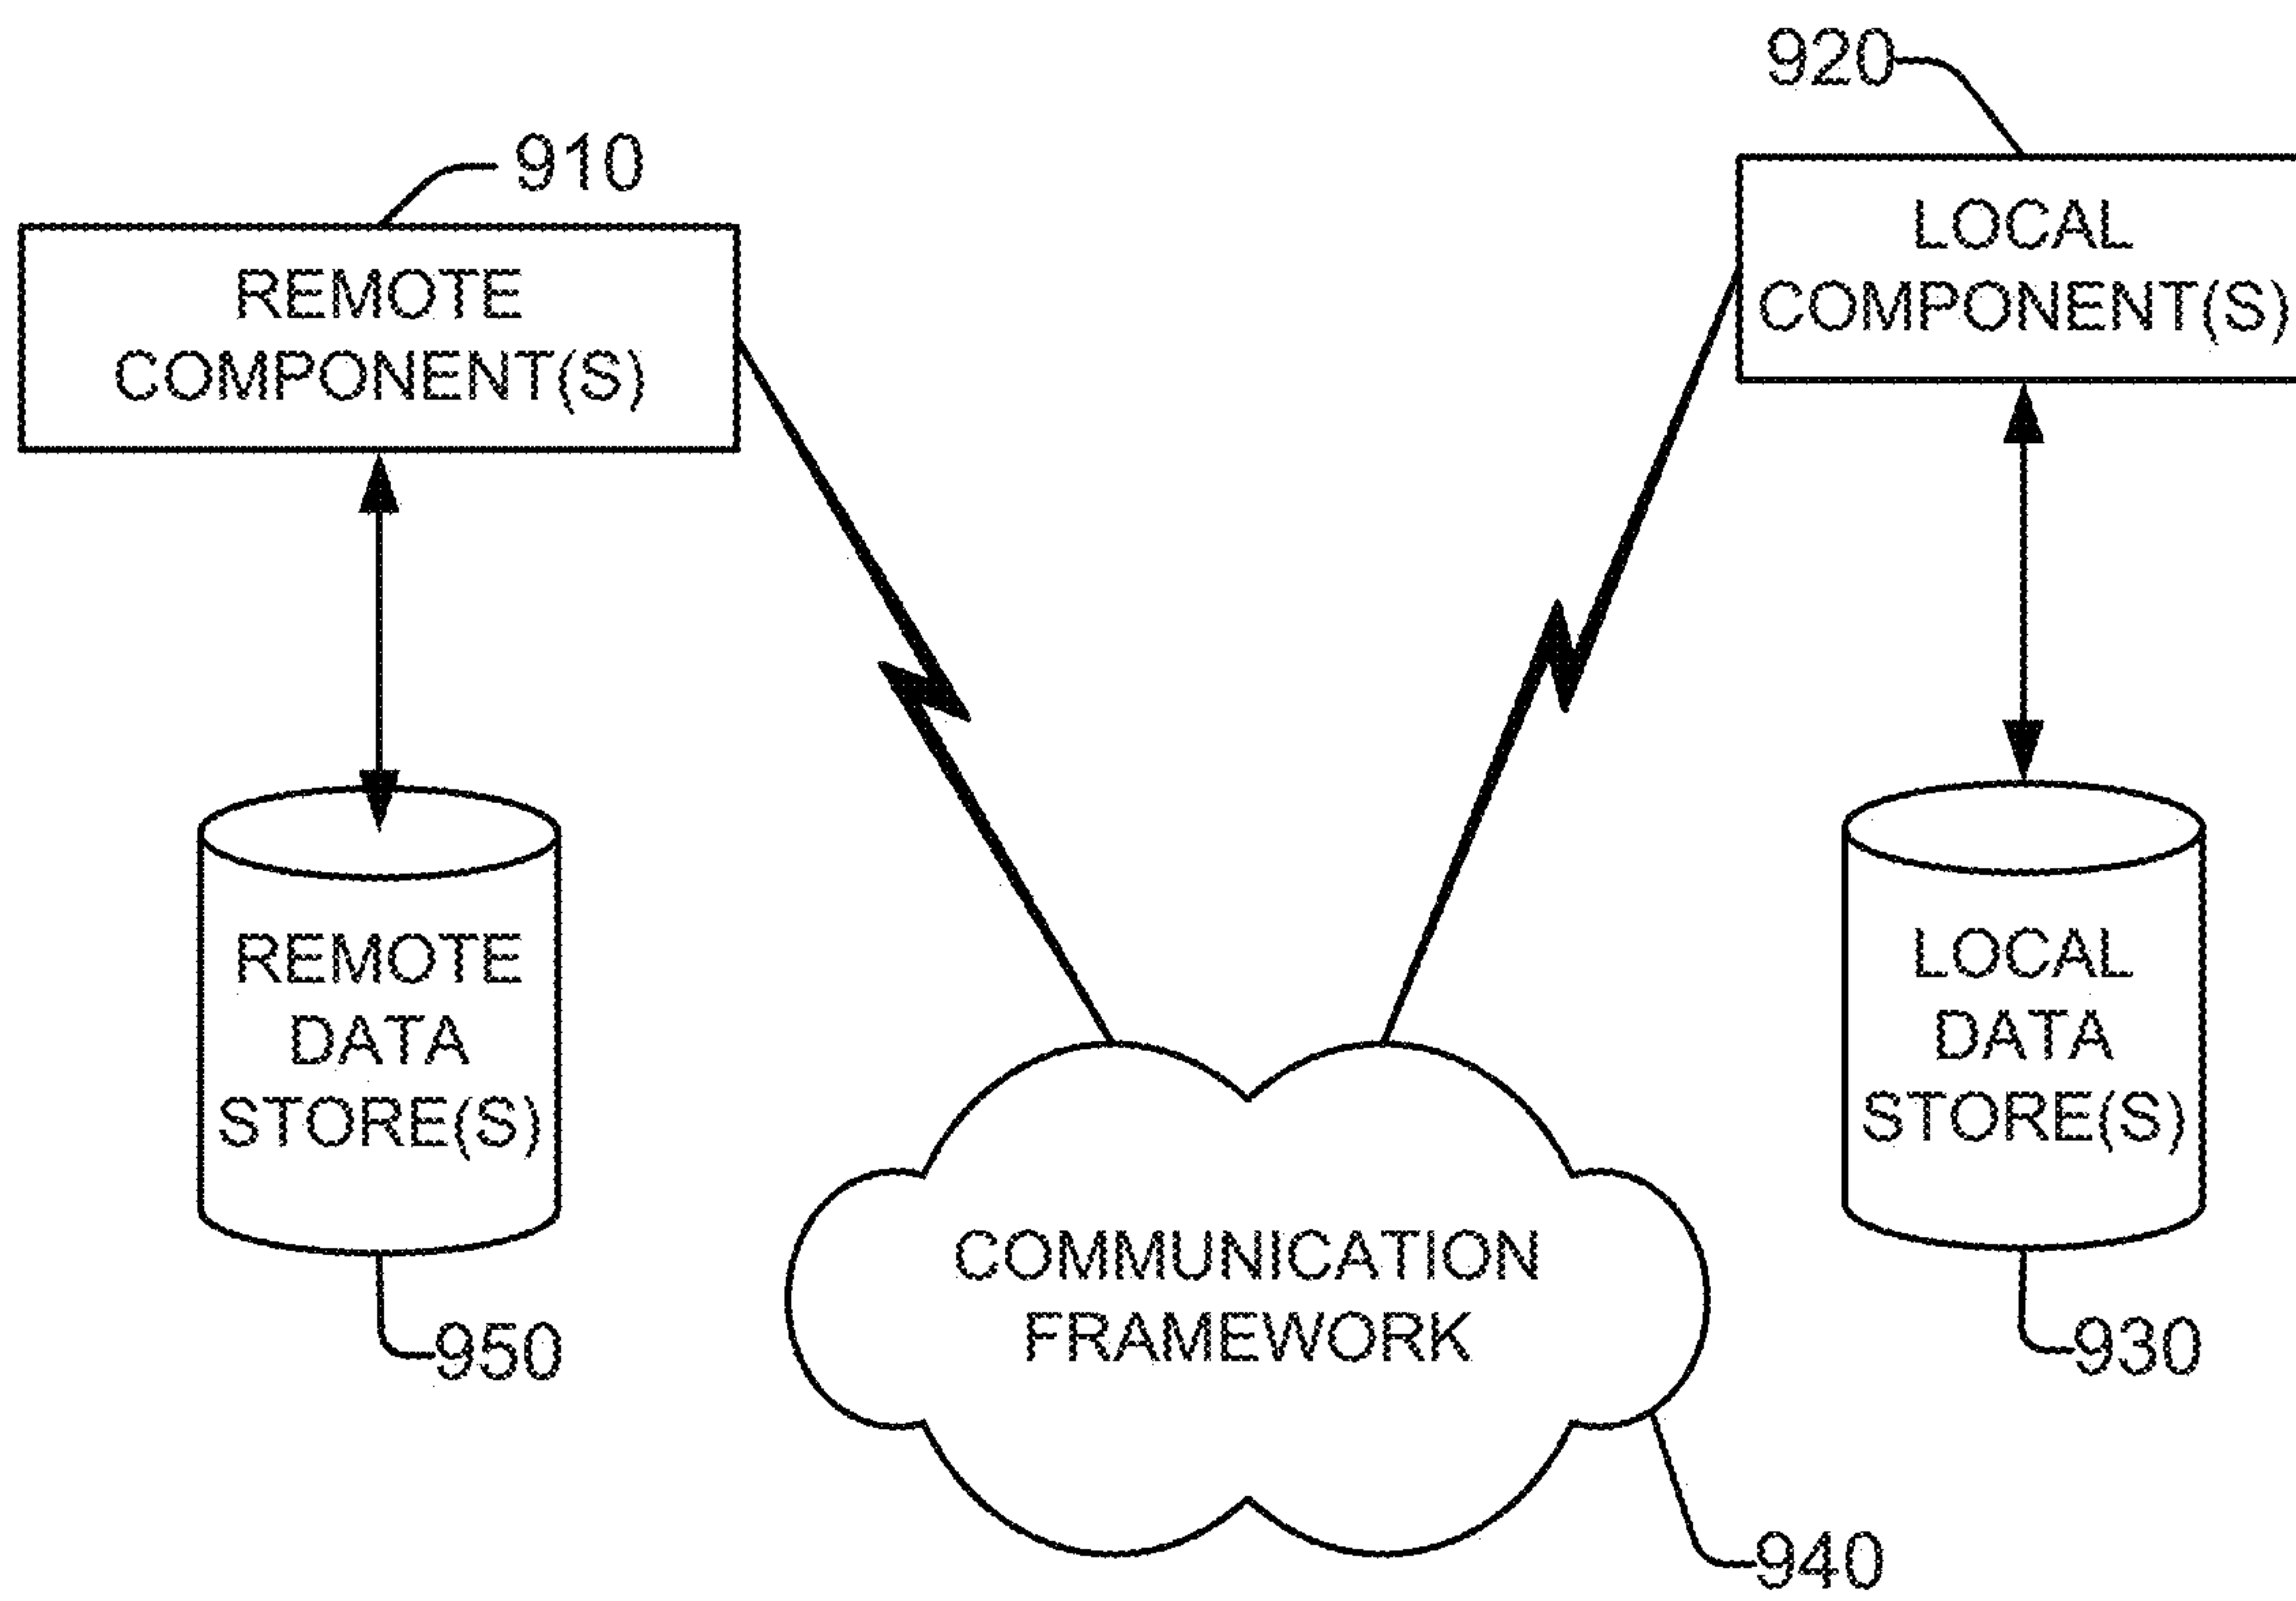 920
910
LOCAL
COMPONENT(S)
REMOTE
COMPONENT(S)
REMOTE
DATA
STORE(S)
LOCAL
DATA
STORE(S)
COMMUNICATION
FRAMEWORK
950
930
940